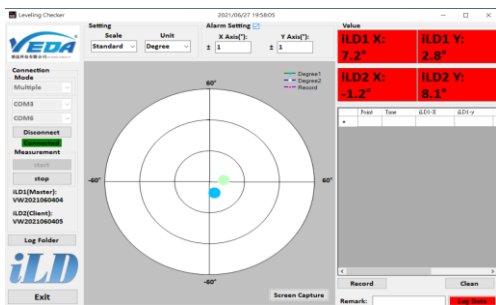 Leveling Checker
2021/06/27 19:58:05
VEDA
Connection
Mode
Multiple
COM3
COM6
Disconnect
Connected
Measurement
start
stop
iLD1(Master):
VW2021060404
iLD2(Client):
VW2021060405
Log Folder
iLD
Exit
Setting
Scale
Unit
Standard
Degree
Alarm Setting
X Axis(°):
Y Axis(°):
± 1
± 1
Degree1
Degree2
Record
60°
-60°
60°
-60°
Screen Capture
Value
iLD1 X:
7.2°
iLD1 Y:
2.8°
iLD2 X:
-1.2°
iLD2 Y:
8.1°
Point Time iLD1-X iLD1-y
Record
Clean
Remark:
Log Data